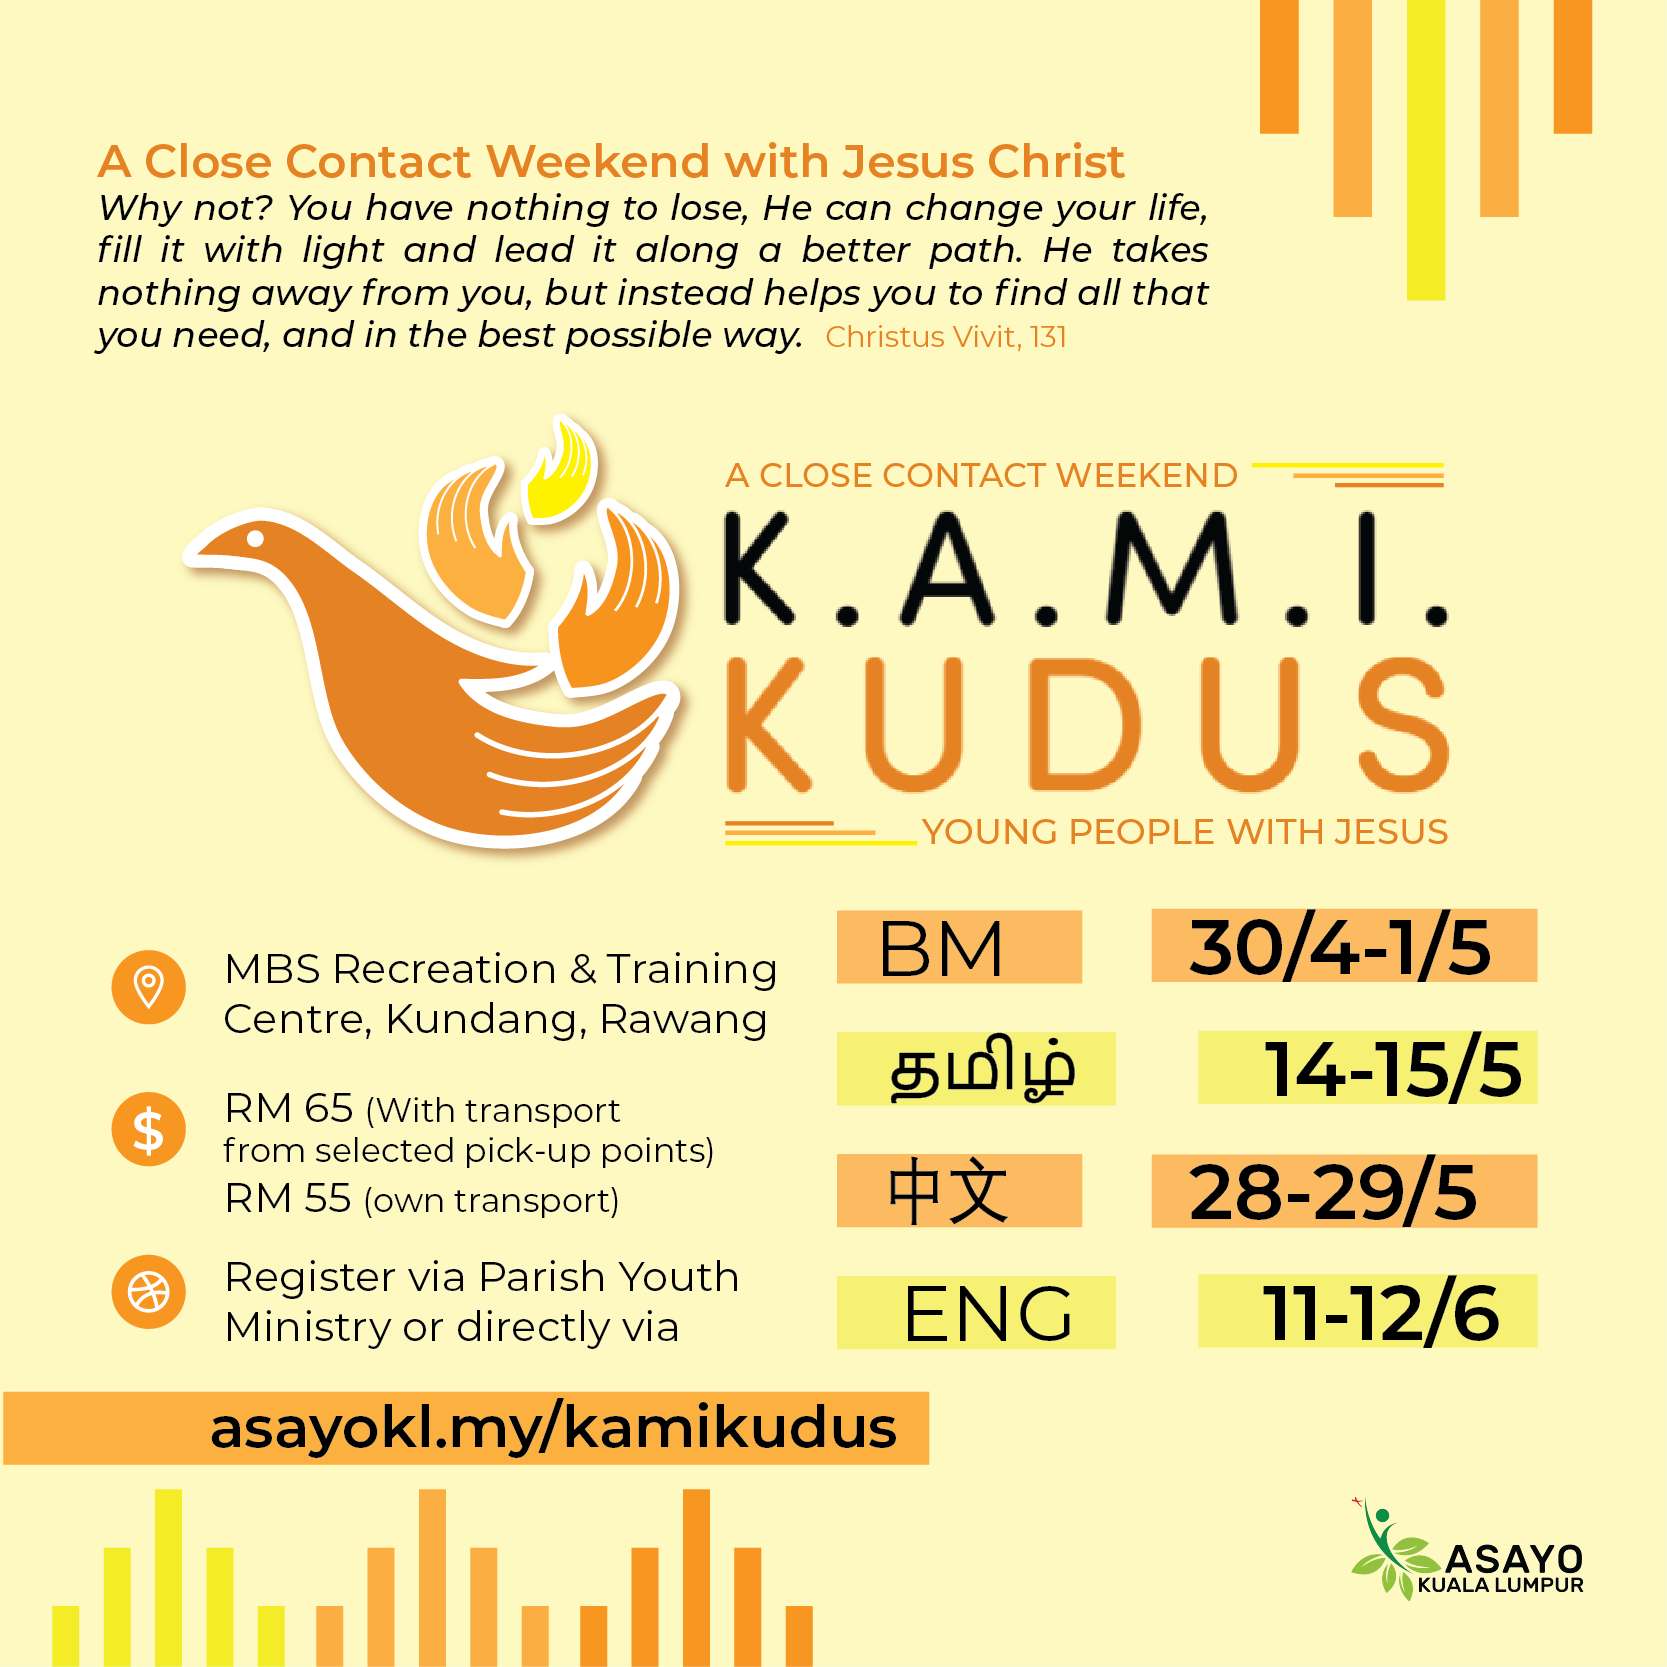 A Close Contact Weekend with Jesus Christ
Why not? You have nothing to lose, He can change your life,
fill it with light and lead it along a better path. He takes
nothing away from you, but instead helps you to find all that
you need, and in the best possible way. Christus Vivit, 131
A CLOSE CONTACT WEEKEND
K.A.M.I.
KUDUS
YOUNG PEOPLE WITH JESUS
MBS Recreation & Training
Centre, Kundang, Rawang
$
RM 65 (With transport
from selected pick-up points)
RM 55 (own transport)
Register via Parish Youth
Ministry or directly via
asayokl.my/kamikudus
BM 30/4-1/5
தமிழ் 14-15/5
中文 28-29/5
ENG 11-12/6
ASAYO
KUALA LUMPUR